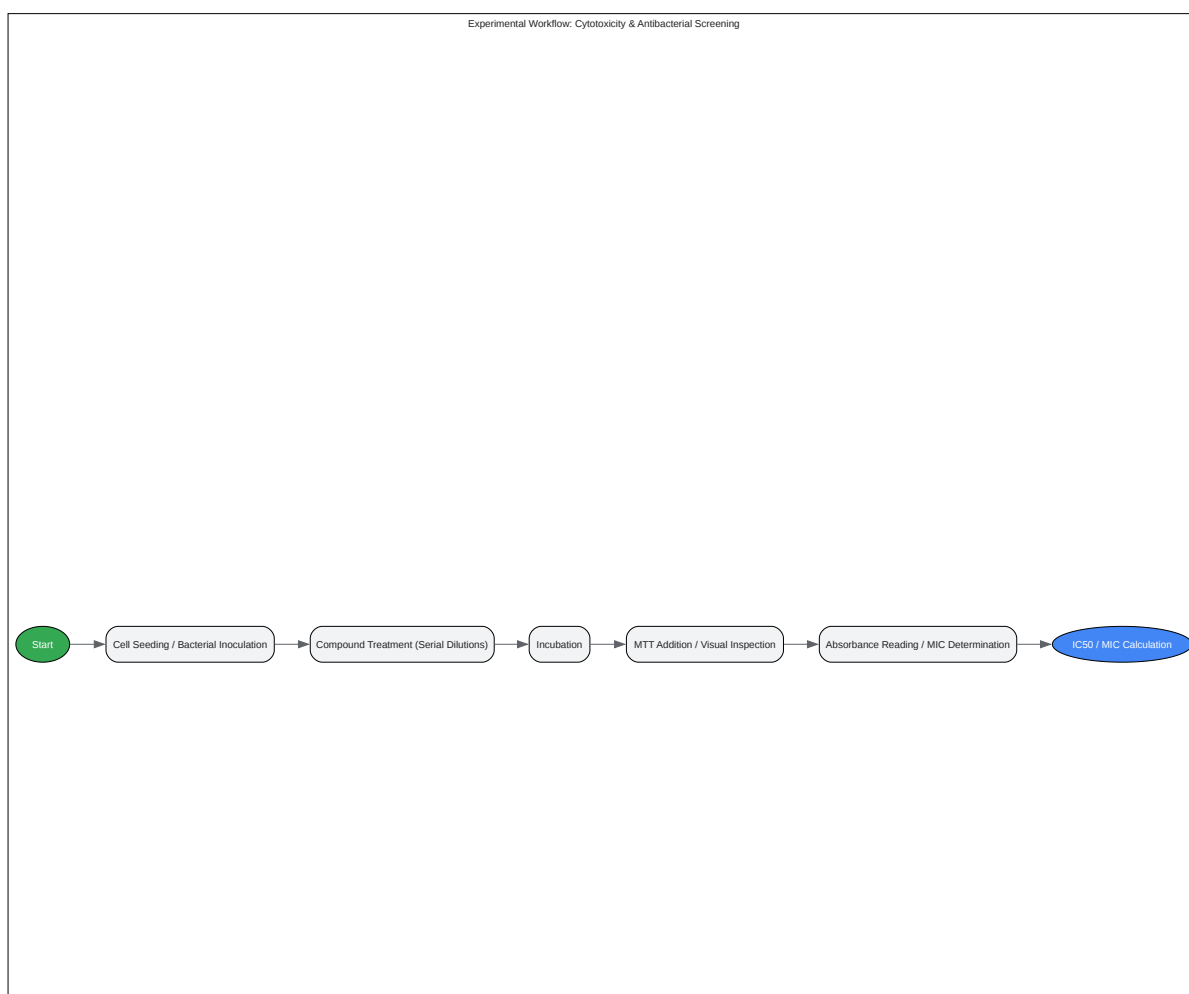 Experimental Workflow: Cytotoxicity & Antibacterial Screening
Start
Cell Seeding / Bacterial Inoculation
Compound Treatment (Serial Dilutions)
Incubation
MTT Addition / Visual Inspection
Absorbance Reading / MIC Determination
IC50 / MIC Calculation